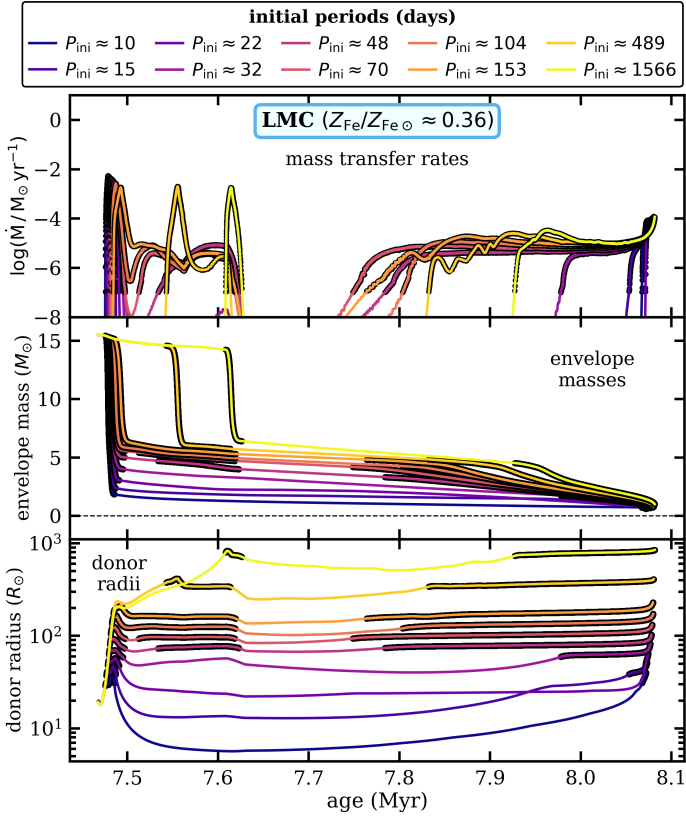 initial periods (days)
P_ini ≈ 10 P_ini ≈ 22 P_ini ≈ 48 P_ini ≈ 104 P_ini ≈ 489
P_ini ≈ 15 P_ini ≈ 32 P_ini ≈ 70 P_ini ≈ 153 P_ini ≈ 1566
LMC (Z_Fe/Z_Fe⊙ ≈ 0.36)
mass transfer rates
log(Ṁ / M_⊙ yr⁻¹)
0
−2
−4
−6
−8
envelope mass (M_⊙)
envelope
masses
15
10
5
0
donor radius (R_⊙)
donor
radii
10³
10²
10¹
7.5 7.6 7.7 7.8 7.9 8.0 8.1
age (Myr)